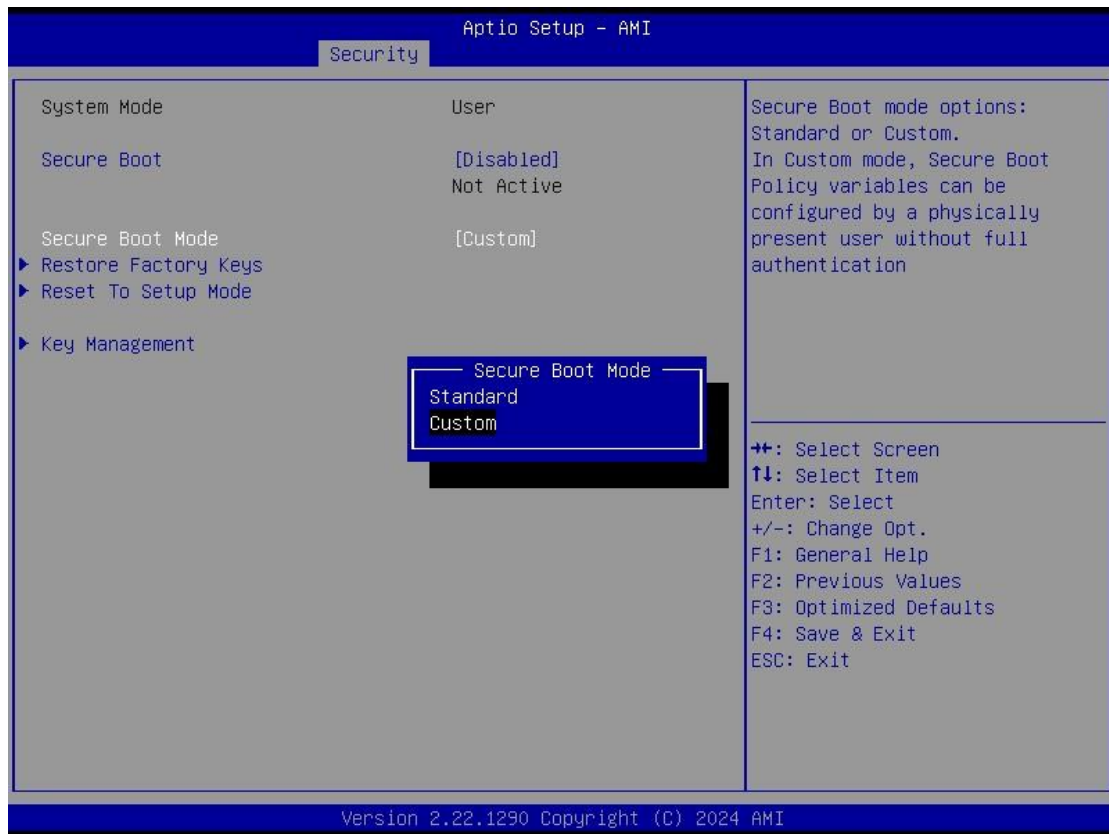 Aptio Setup – AMI
Security
System Mode User
Secure Boot [Disabled]
Not Active
Secure Boot Mode [Custom]
Restore Factory Keys
Reset To Setup Mode
Key Management
Secure Boot Mode
Standard
Custom
Secure Boot mode options:
Standard or Custom.
In Custom mode, Secure Boot
Policy variables can be
configured by a physically
present user without full
authentication
→←: Select Screen
↑↓: Select Item
Enter: Select
+/-: Change Opt.
F1: General Help
F2: Previous Values
F3: Optimized Defaults
F4: Save & Exit
ESC: Exit
Version 2.22.1290 Copyright (C) 2024 AMI